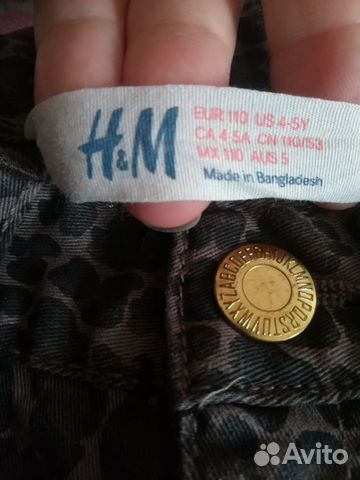 H&M
EUR 110 US 4-5Y
CA 4-5A CN 110/53
MX 110 AUS 5
Made in Bangladesh
ABCDEFGHIJKLMNOPQRSTUVWXYZ
Avito